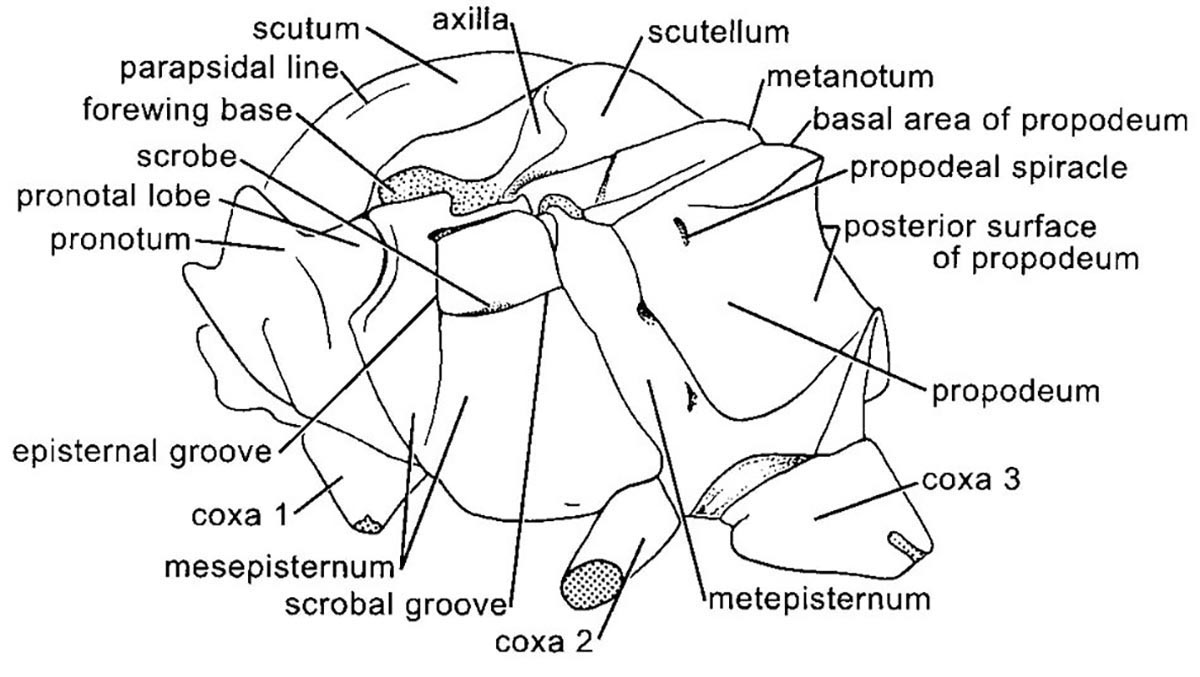 scutum
axilla
scutellum
parapsidal line
metanotum
forewing base
basal area of propodeum
scrobe
propodeal spiracle
pronotal lobe
pronotum
posterior surface
of propodeum
propodeum
episternal groove
coxa 3
coxa 1
mesepisternum
scrobal groove
metepisternum
coxa 2